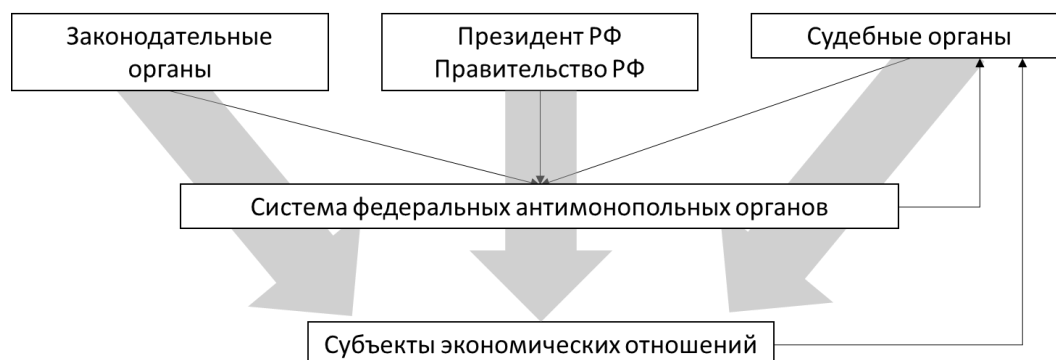 Законодательные
органы
Президент РФ
Правительство РФ
Судебные органы
Система федеральных антимонопольных органов
Субъекты экономических отношений